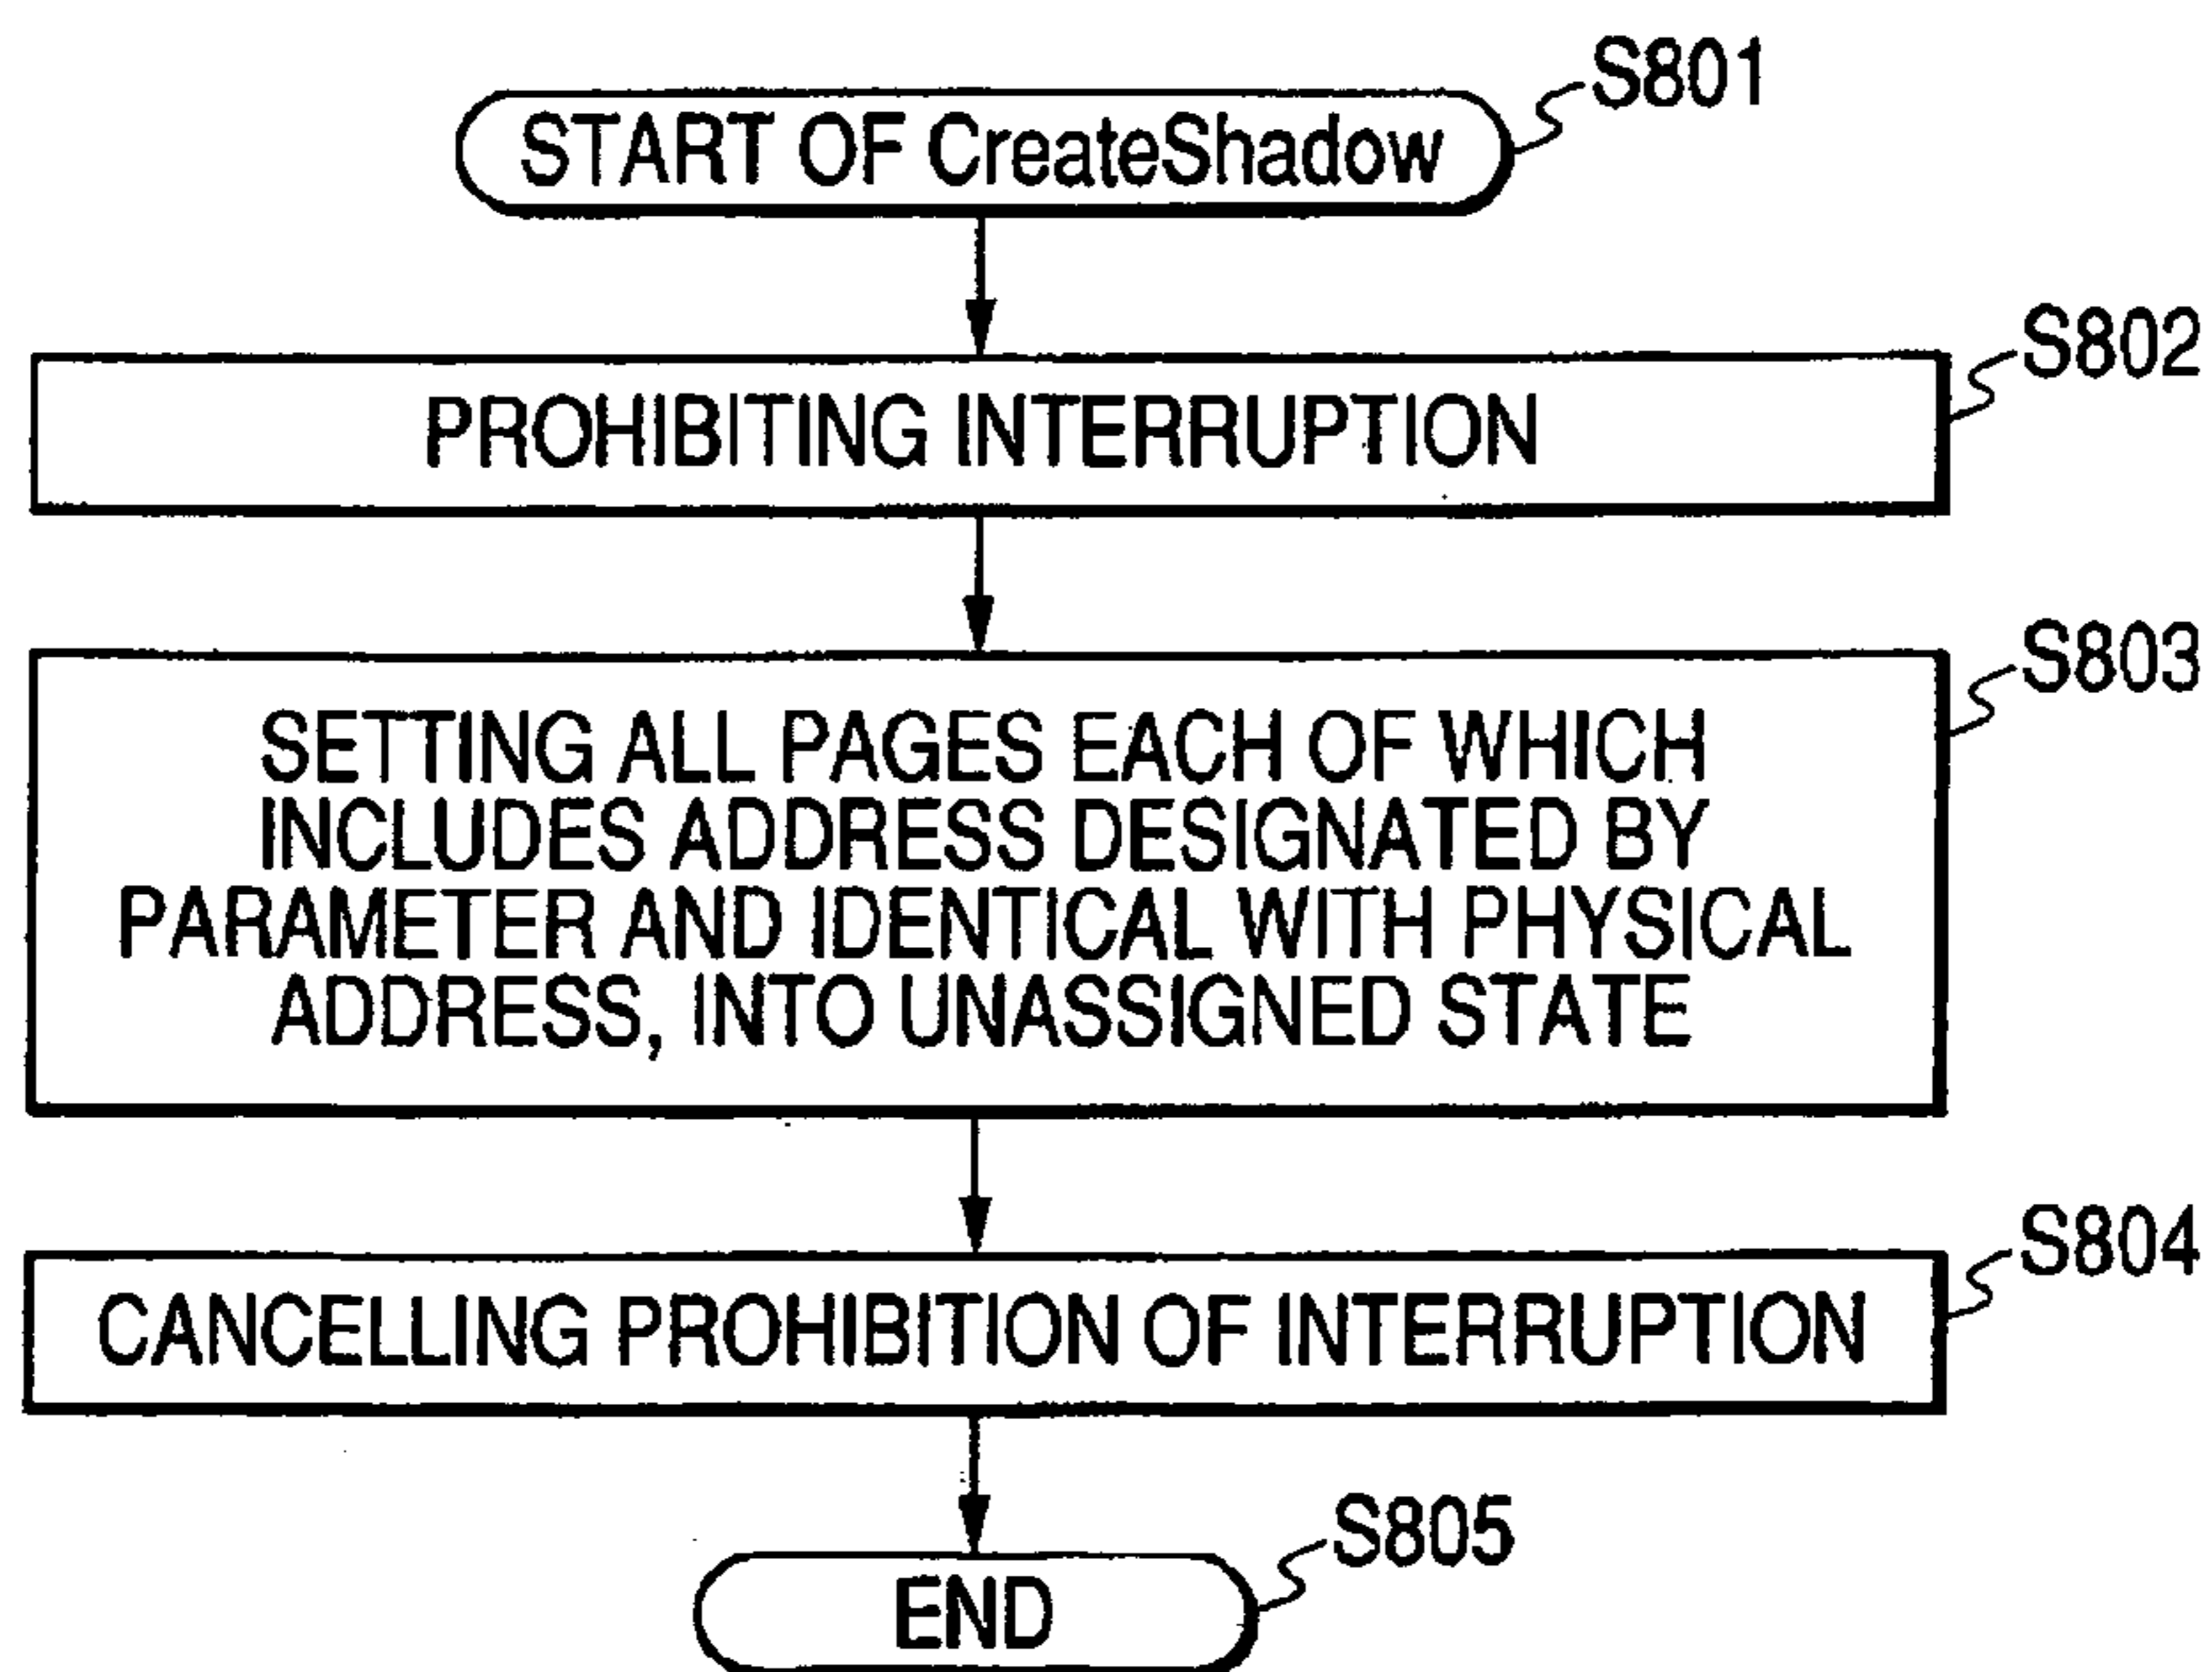 S801
START OF CreateShadow
S802
PROHIBITING INTERRUPTION
S803
SETTING ALL PAGES EACH OF WHICH
INCLUDES ADDRESS DESIGNATED BY
PARAMETER AND IDENTICAL WITH PHYSICAL
ADDRESS, INTO UNASSIGNED STATE
S804
CANCELLING PROHIBITION OF INTERRUPTION
S805
END